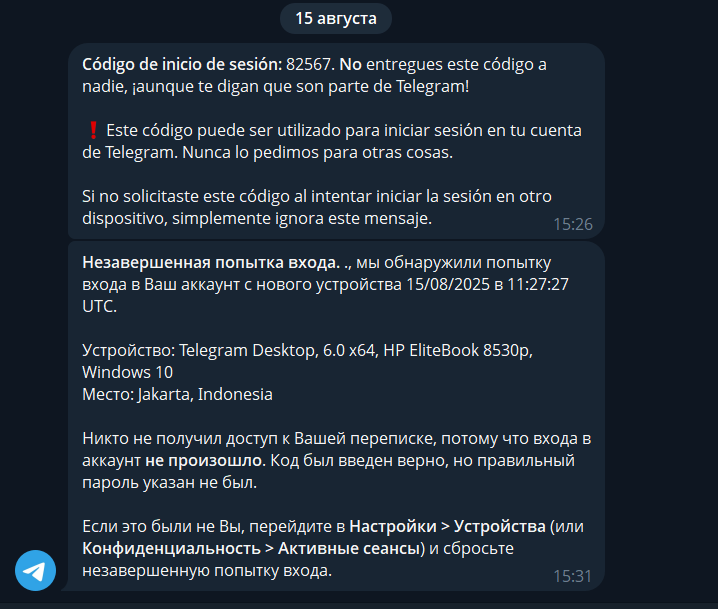 15 августа
Código de inicio de sesión: 82567. No entregues este código a
nadie, ¡aunque te digan que son parte de Telegram!
❗ Este código puede ser utilizado para iniciar sesión en tu cuenta
de Telegram. Nunca lo pedimos para otras cosas.
Si no solicitaste este código al intentar iniciar la sesión en otro
dispositivo, simplemente ignora este mensaje.
15:26
Незавершенная попытка входа. ., мы обнаружили попытку
входа в Ваш аккаунт с нового устройства 15/08/2025 в 11:27:27
UTC.
Устройство: Telegram Desktop, 6.0 x64, HP EliteBook 8530p,
Windows 10
Место: Jakarta, Indonesia
Никто не получил доступ к Вашей переписке, потому что входа в
аккаунт не произошло. Код был введен верно, но правильный
пароль указан не был.
Если это были не Вы, перейдите в Настройки > Устройства (или
Конфиденциальность > Активные сеансы) и сбросьте
незавершенную попытку входа.
15:31